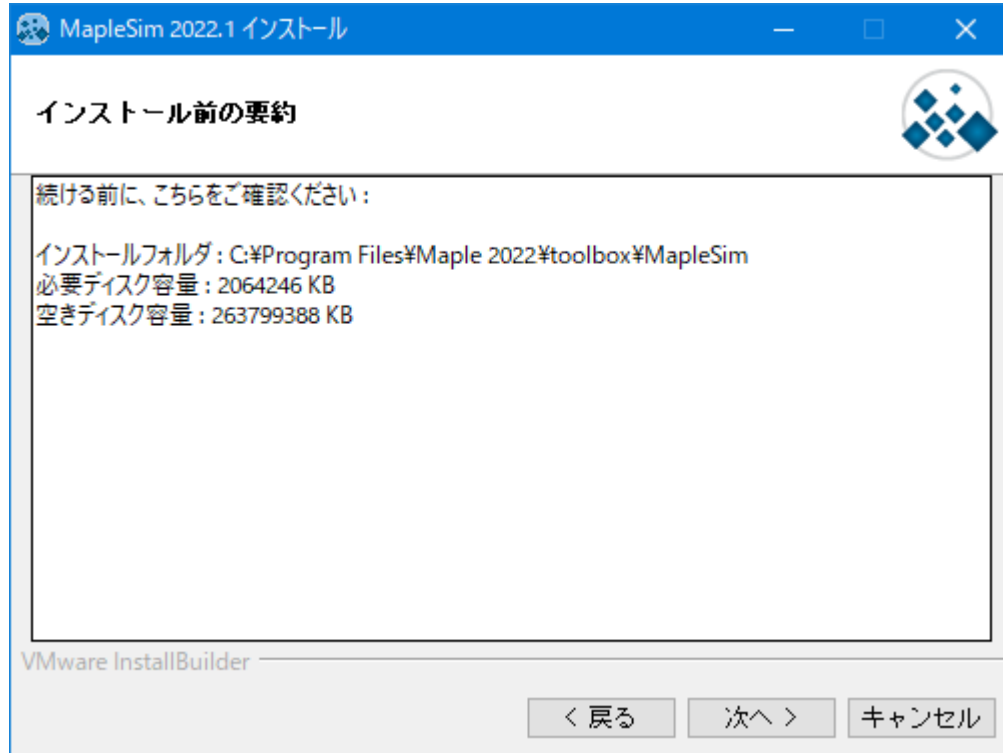 MapleSim 2022.1 インストール
インストール前の要約
続ける前に、こちらをご確認ください :
インストールフォルダ : C:¥Program Files¥Maple 2022¥toolbox¥MapleSim
必要ディスク容量 : 2064246 KB
空きディスク容量 : 263799388 KB
VMware InstallBuilder
< 戻る 次へ > キャンセル